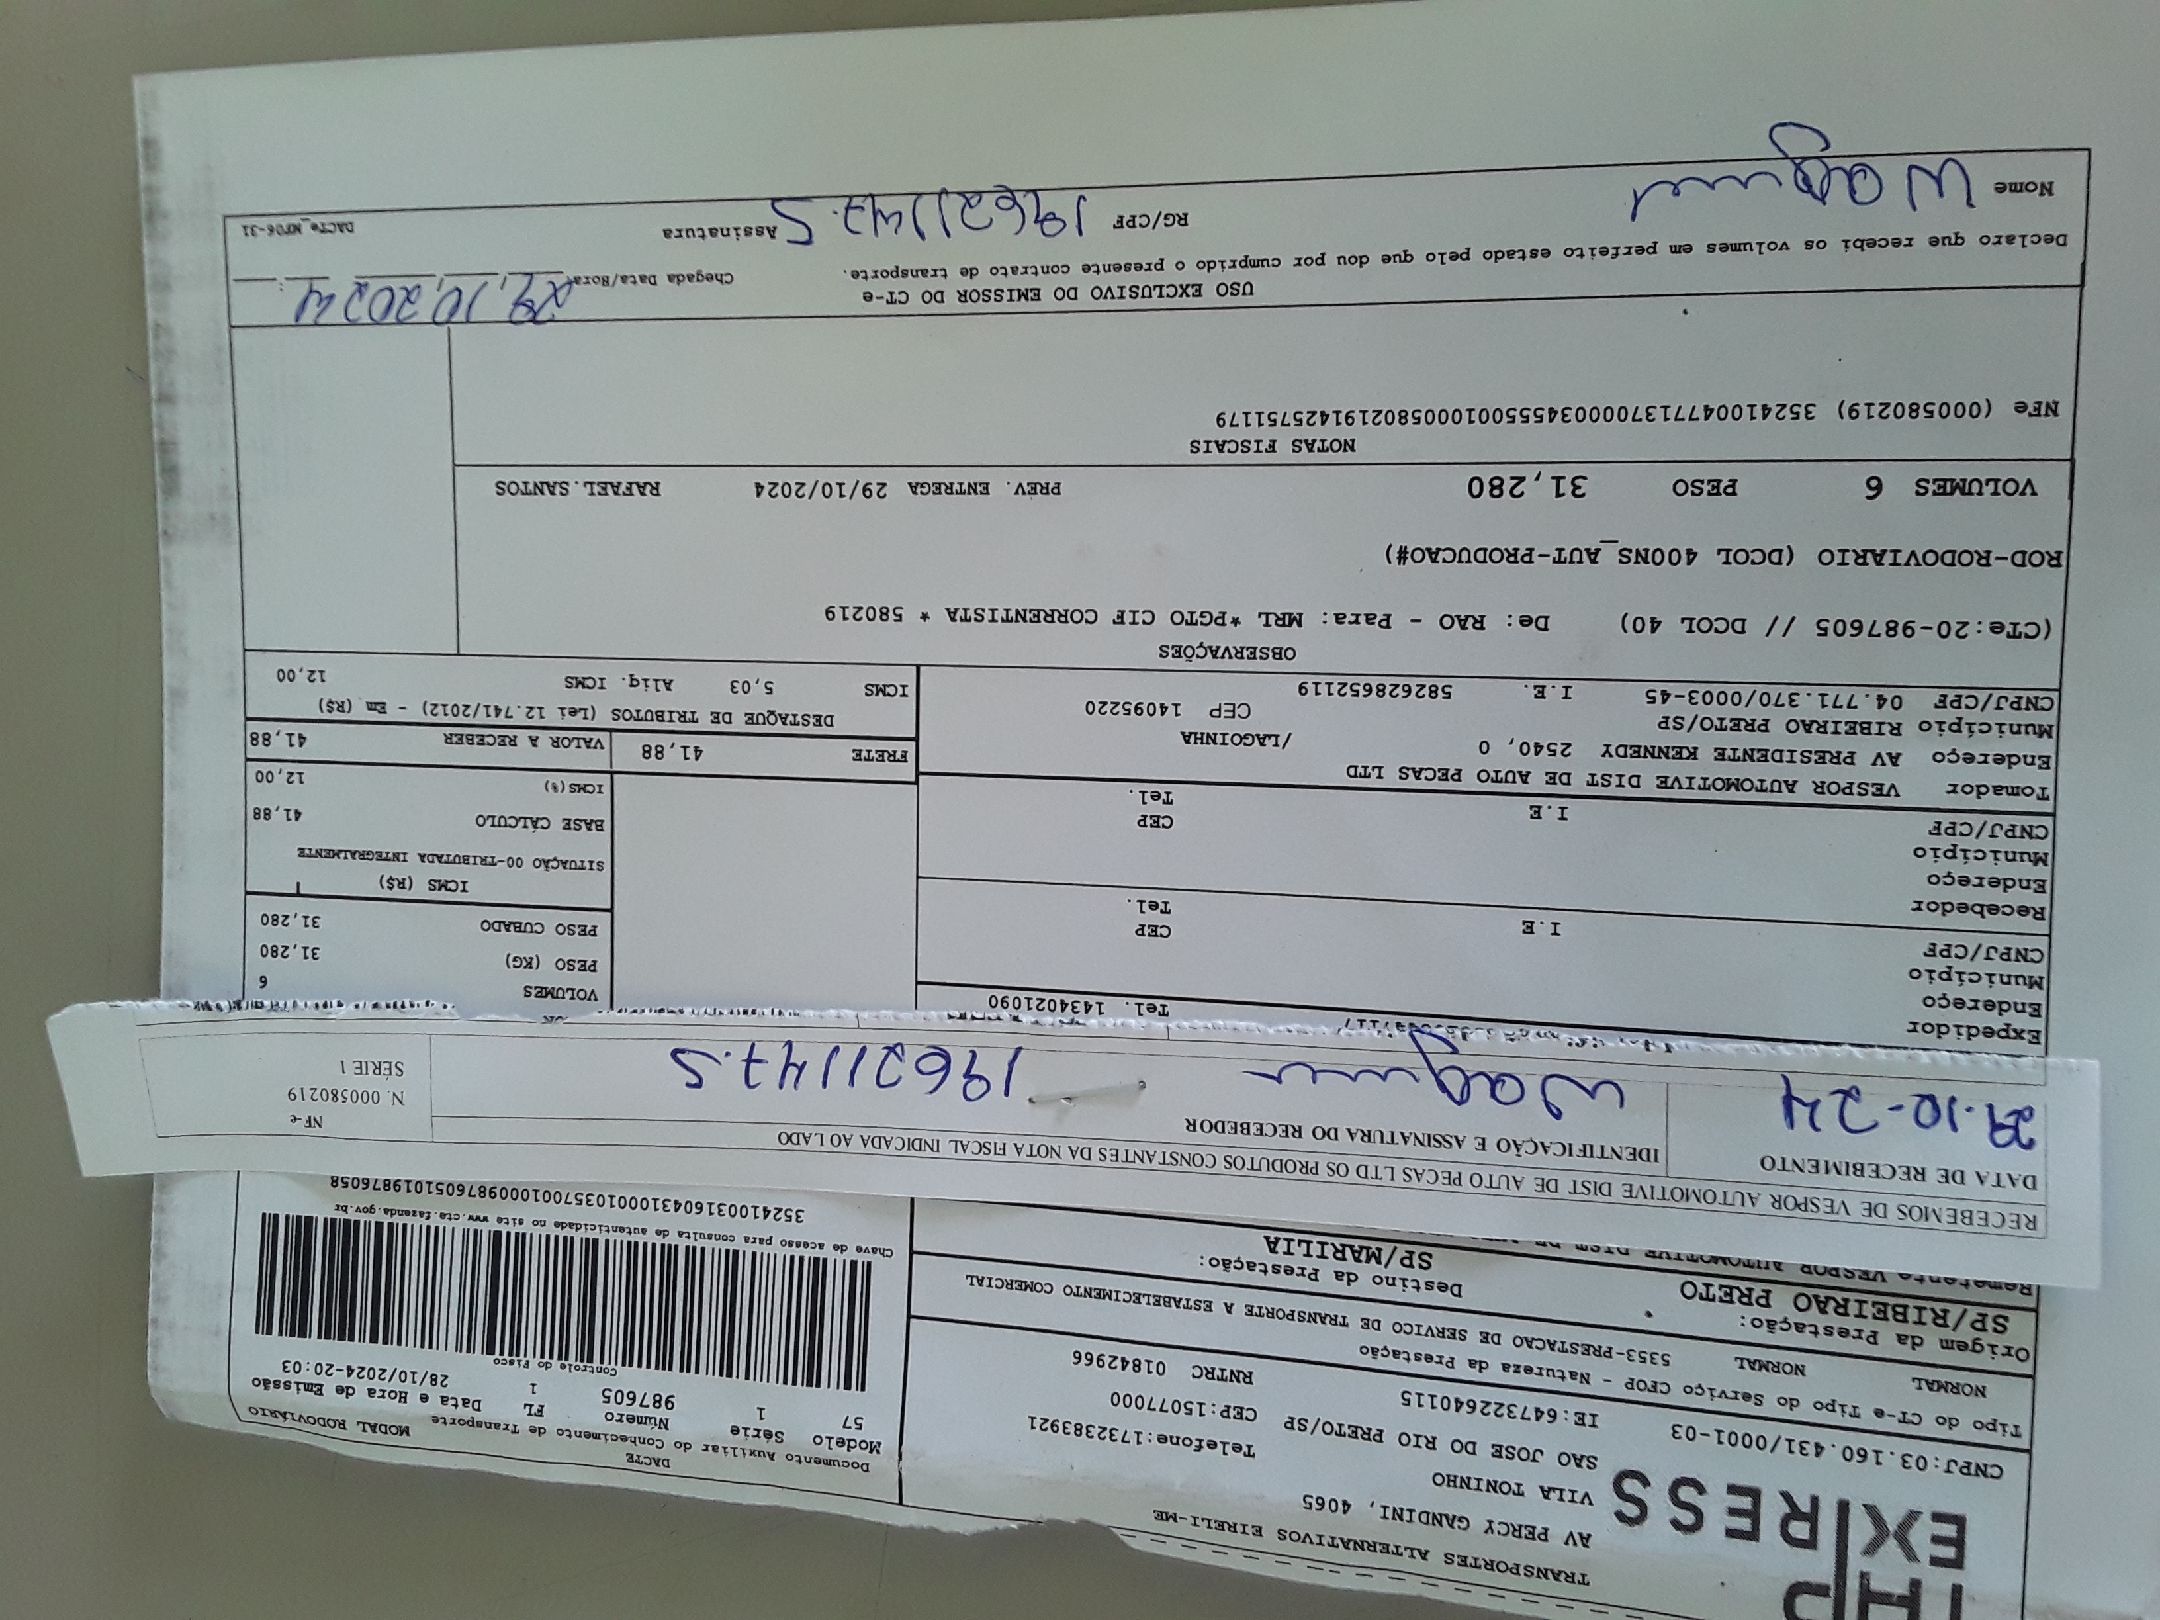 THP
EXPRESS
TRANSPORTES ALTERNATIVOS EIRELI-ME
AV PERCY GANDINI, 4065
VILA TONINHO
SAO JOSE DO RIO PRETO/SP CEP:15077000
Telefone:1732383921
CNPJ:03.160.431/0001-03 IE:647322640115 RNTRC 01842966
DACTE
Documento Auxiliar do Conhecimento de Transporte MODAL RODOVIÁRIO
Modelo Série Número FL Data e Hora de Emissão
57 1 987605 1 28/10/2024-20:03
Controle do Fisco
Chave de acesso para consulta de autenticidade no site www.cte.fazenda.gov.br
35241003160431000103570010009876051019876058
Tipo do CT-e Tipo do Serviço CFOP - Natureza da Prestação
NORMAL NORMAL 5353-PRESTACAO DE SERVICO DE TRANSPORTE A ESTABELECIMENTO COMERCIAL
Origem da Prestação: Destino da Prestação:
SP/RIBEIRAO PRETO SP/MARILIA
Remetente VESPOR AUTOMOTIVE DIST DE
RECEBEMOS DE VESPOR AUTOMOTIVE DIST DE AUTO PECAS LTD OS PRODUTOS CONSTANTES DA NOTA FISCAL INDICADA AO LADO
DATA DE RECEBIMENTO IDENTIFICAÇÃO E ASSINATURA DO RECEBEDOR
29.10-24 Wagner 19621147.5
NF-e
N. 000580219
SÉRIE 1
Tel. 1434021090
Expedidor
Endereço
Município CEP
CNPJ/CPF I.E Tel.
Recebedor
Endereço
Município CEP
CNPJ/CPF I.E Tel.
Tomador VESPOR AUTOMOTIVE DIST DE AUTO PECAS LTD
Endereço AV PRESIDENTE KENNEDY 2540, 0 /LAGOINHA
Município RIBEIRAO PRETO/SP CEP 14095220
CNPJ/CPF 04.771.370/0003-45 I.E. 582628652119
VOLUMES 6
PESO (KG) 31,280
PESO CUBADO 31,280
ICMS (R$)
SITUAÇÃO 00-TRIBUTADA INTEGRALMENTE
BASE CÁLCULO 41,88
ICMS(%) 12,00
FRETE 41,88 VALOR A RECEBER 41,88
DESTAQUE DE TRIBUTOS (Lei 12.741/2012) - Em (R$)
ICMS 5,03 Aliq. ICMS 12,00
OBSERVAÇÕES
(CTe:20-987605 // DCOL 40) De: RAO - Para: MRL *PGTO CIF CORRENTISTA * 580219
ROD-RODOVIARIO (DCOL 400NS_AUT-PRODUCAO#)
VOLUMES 6 PESO 31,280 PREV. ENTREGA 29/10/2024 RAFAEL.SANTOS
NOTAS FISCAIS
NFe (000580219) 35241004771370000345550010005802191425751179
USO EXCLUSIVO DO EMISSOR DO CT-e
Declaro que recebi os volumes em perfeito estado pelo que dou por cumprido o presente contrato de transporte.
Chegada Data/Hora 29,10,2024 :
Nome Wagner RG/CPF 19621147.5 Assinatura
DACTe_MT06-31